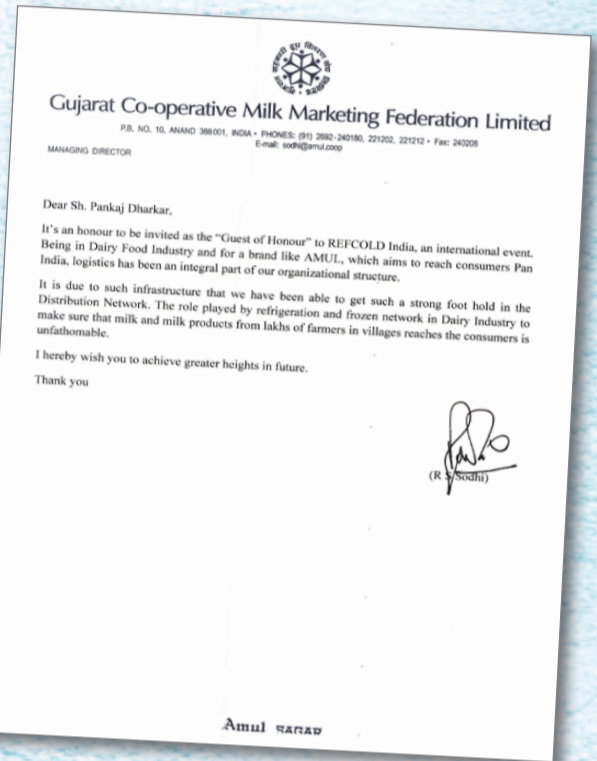 Gujarat Co-operative Milk Marketing Federation Limited
P.B. NO. 10, ANAND 388001, INDIA • PHONES: (91) 2692-240160, 221202, 221212 • Fax: 240208
E-mail: sodhi@amul.coop
MANAGING DIRECTOR
Dear Sh. Pankaj Dharkar,
It's an honour to be invited as the “Guest of Honour” to REFCOLD India, an international event.
Being in Dairy Food Industry and for a brand like AMUL, which aims to reach consumers Pan
India, logistics has been an integral part of our organizational structure.
It is due to such infrastructure that we have been able to get such a strong foot hold in the
Distribution Network. The role played by refrigeration and frozen network in Dairy Industry to
make sure that milk and milk products from lakhs of farmers in villages reaches the consumers is
unfathomable.
I hereby wish you to achieve greater heights in future.
Thank you
(R S Sodhi)
Amul